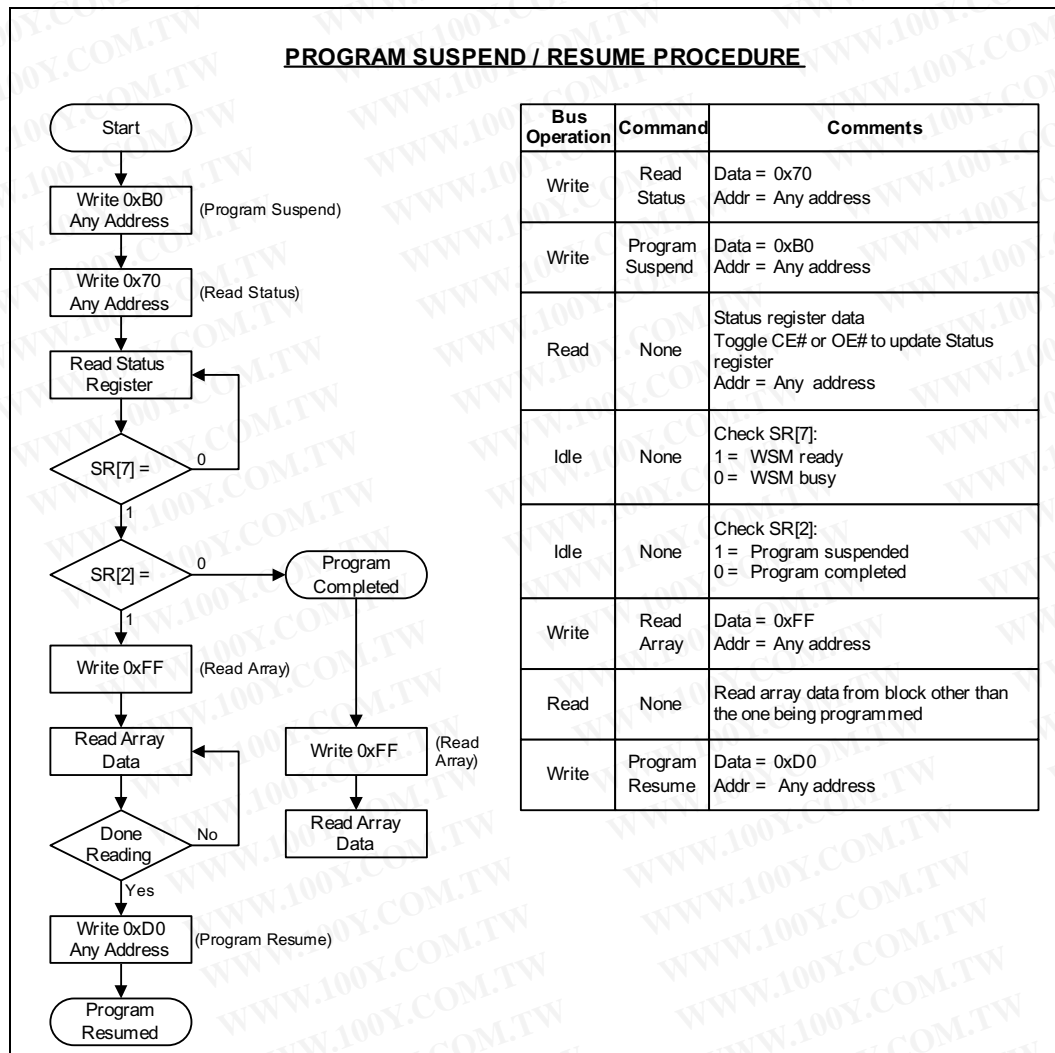 PROGRAM SUSPEND / RESUME PROCEDURE
Start
Write 0xB0
Any Address
(Program Suspend)
Write 0x70
Any Address
(Read Status)
Read Status
Register
SR[7] =
0
1
SR[2] =
0
1
Program
Completed
Write 0xFF
(Read Array)
Read Array
Data
Write 0xFF
(Read
Array)
Read Array
Data
Done
Reading
No
Yes
Write 0xD0
Any Address
(Program Resume)
Program
Resumed
Bus
Operation
Command
Comments
Write
Read
Status
Data = 0x70
Addr = Any address
Write
Program
Suspend
Data = 0xB0
Addr = Any address
Read
None
Status register data
Toggle CE# or OE# to update Status
register
Addr = Any address
Idle
None
Check SR[7]:
1 = WSM ready
0 = WSM busy
Idle
None
Check SR[2]:
1 = Program suspended
0 = Program completed
Write
Read
Array
Data = 0xFF
Addr = Any address
Read
None
Read array data from block other than
the one being programmed
Write
Program
Resume
Data = 0xD0
Addr = Any address
WWW.100Y.COM.TW